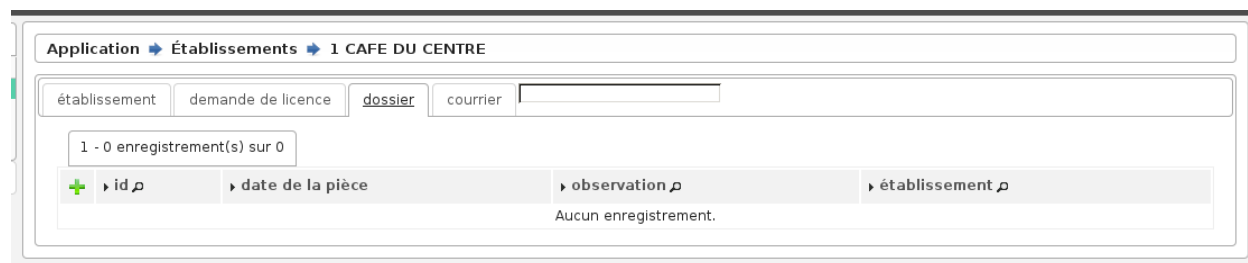 Application Établissements 1 CAFE DU CENTRE
établissement demande de licence dossier courrier
1 - 0 enregistrement(s) sur 0
id date de la pièce observation établissement
Aucun enregistrement.